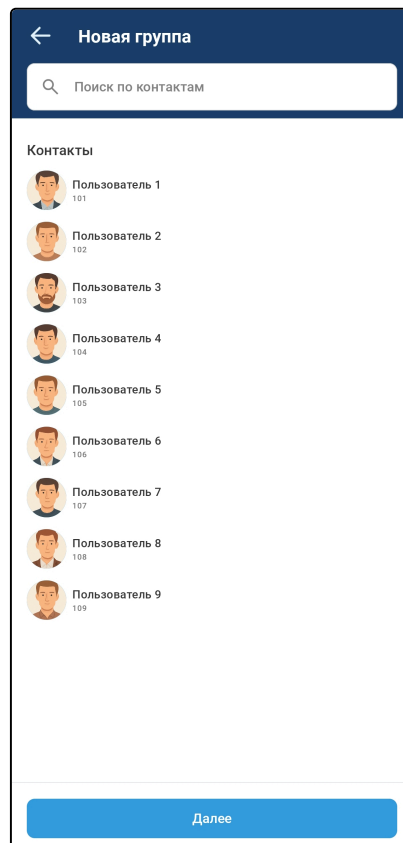 Новая группа
Поиск по контактам
Контакты
Пользователь 1
101
Пользователь 2
102
Пользователь 3
103
Пользователь 4
104
Пользователь 5
105
Пользователь 6
106
Пользователь 7
107
Пользователь 8
108
Пользователь 9
109
Далее